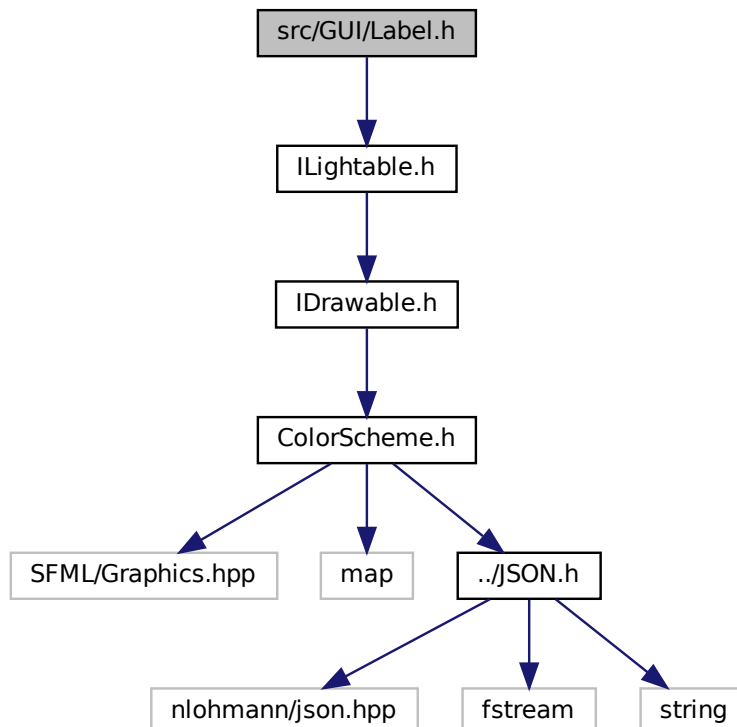 src/GUI/Label.h
ILightable.h
IDrawable.h
ColorScheme.h
SFML/Graphics.hpp
map
../JSON.h
nlohmann/json.hpp
fstream
string